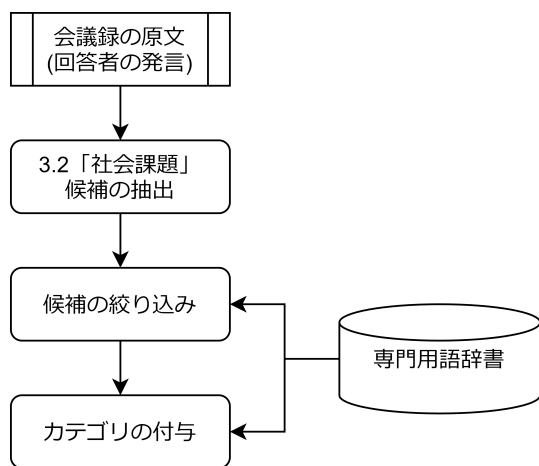 会議録の原文
(回答者の発言)
3.2「社会課題」
候補の抽出
候補の絞り込み
専門用語辞書
カテゴリの付与